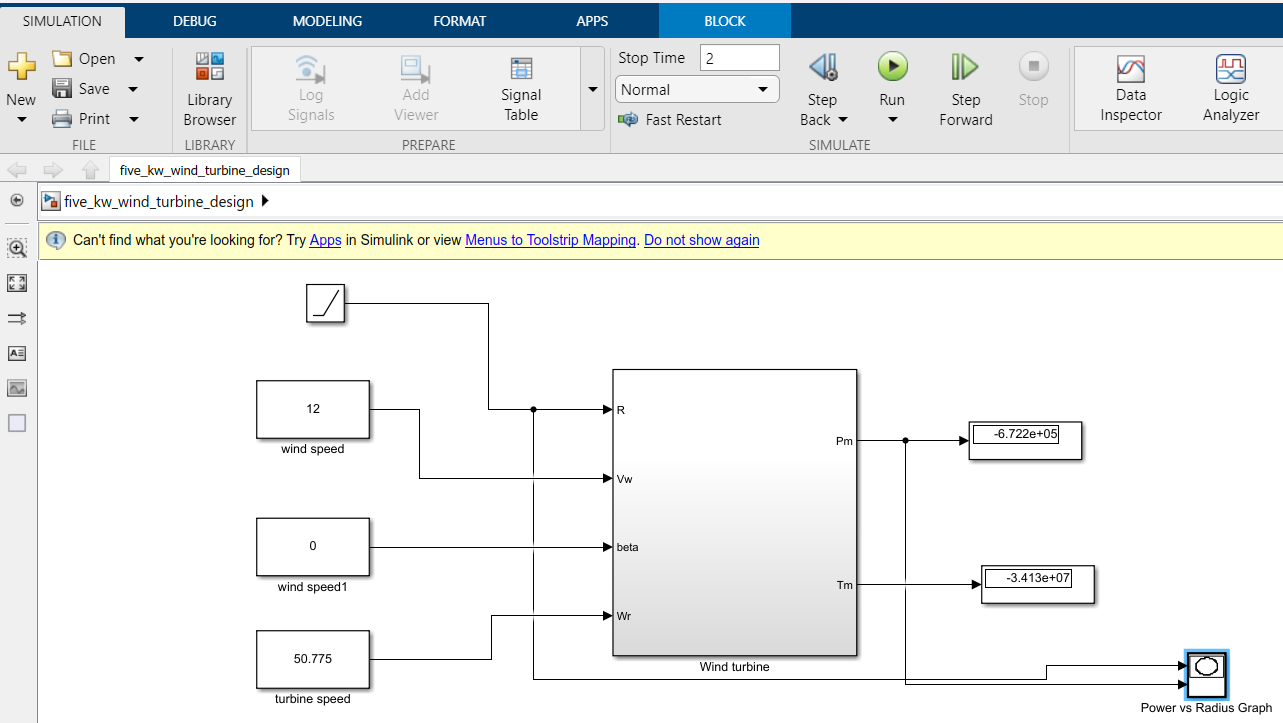 SIMULATION DEBUG MODELING FORMAT APPS BLOCK
New
Open
Save
Print
FILE
Library
Browser
LIBRARY
Log
Signals
Add
Viewer
Signal
Table
PREPARE
Stop Time 2
Normal
Fast Restart
Step
Back
Run
Step
Forward
Stop
SIMULATE
Data
Inspector
Logic
Analyzer
five_kw_wind_turbine_design
five_kw_wind_turbine_design
Can't find what you're looking for? Try Apps in Simulink or view Menus to Toolstrip Mapping. Do not show again
12
wind speed
0
wind speed1
50.775
turbine speed
R
Vw
beta
Wr
Pm
Tm
Wind turbine
-6.722e+05
-3.413e+07
Power vs Radius Graph